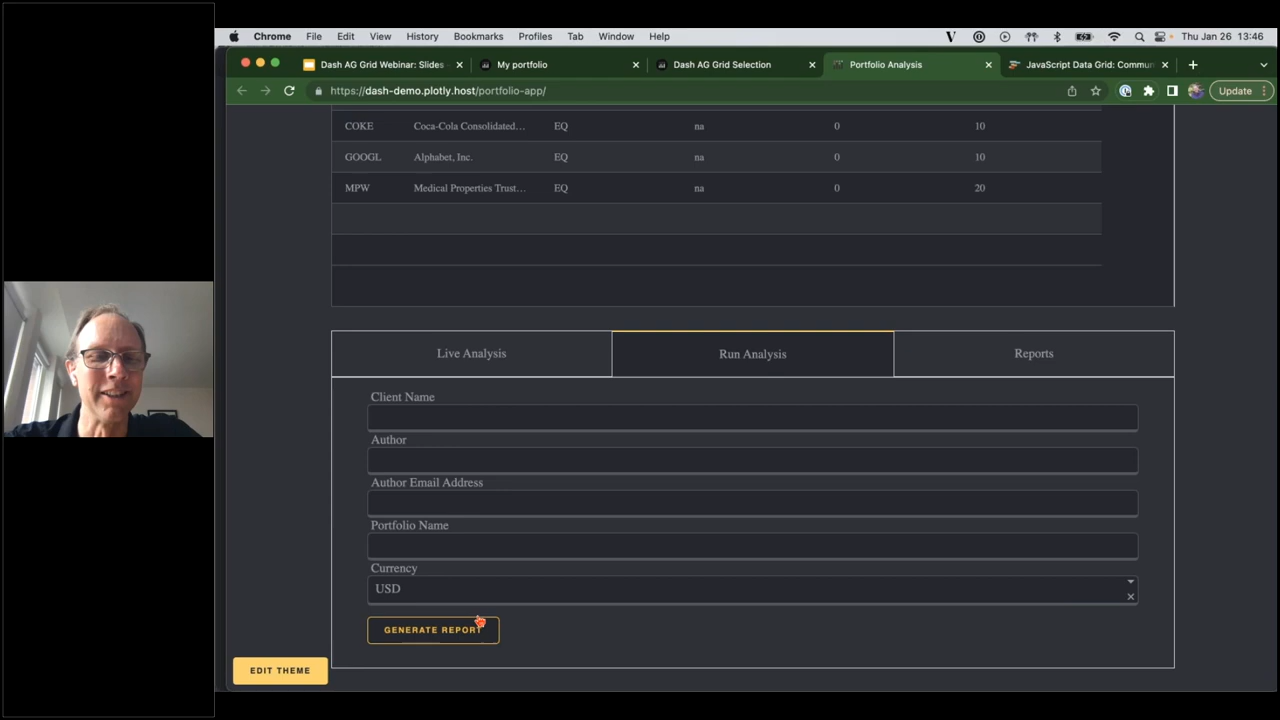 Chrome File Edit View History Bookmarks Profiles Tab Window Help Thu Jan 26 13:46
Dash AG Grid Webinar: Slides My portfolio Dash AG Grid Selection Portfolio Analysis JavaScript Data Grid: Commun
https://dash-demo.plotly.host/portfolio-app/ Update
COKE Coca-Cola Consolidated... EQ na 0 10
GOOGL Alphabet, Inc. EQ na 0 10
MPW Medical Properties Trust... EQ na 0 20
Live Analysis Run Analysis Reports
Client Name
Author
Author Email Address
Portfolio Name
Currency
USD
GENERATE REPORT
EDIT THEME